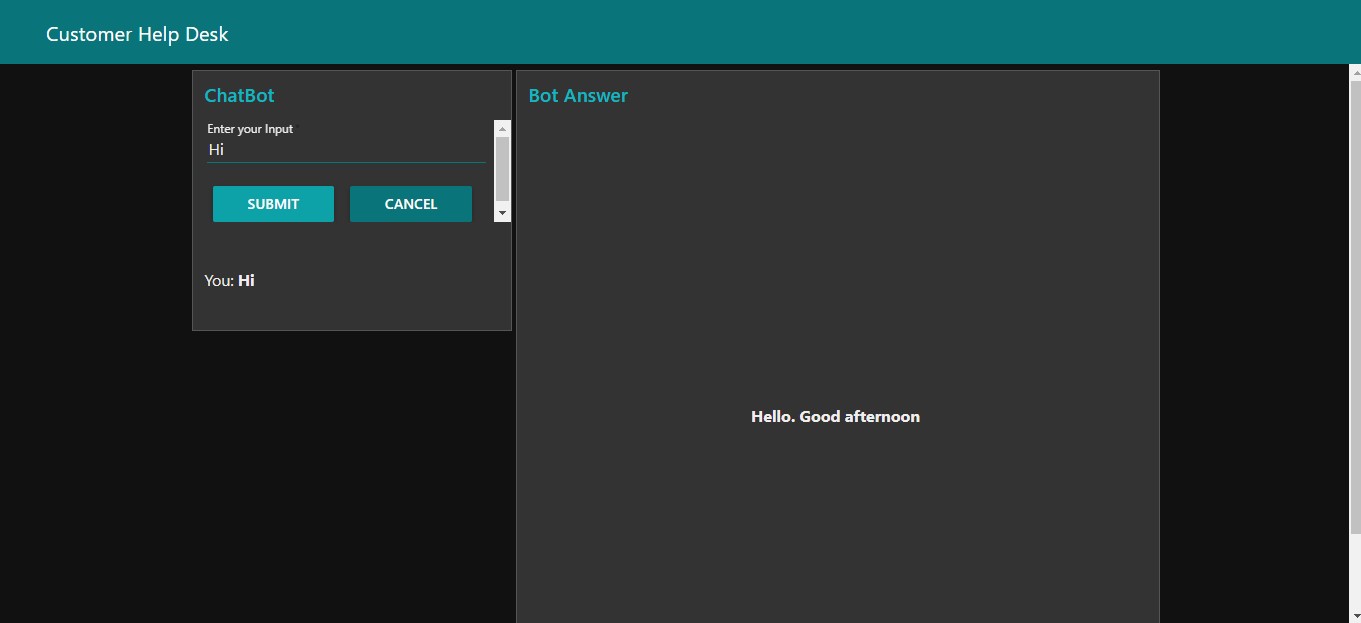 Customer Help Desk
ChatBot
Enter your Input *
Hi
SUBMIT CANCEL
You: Hi
Bot Answer
Hello. Good afternoon